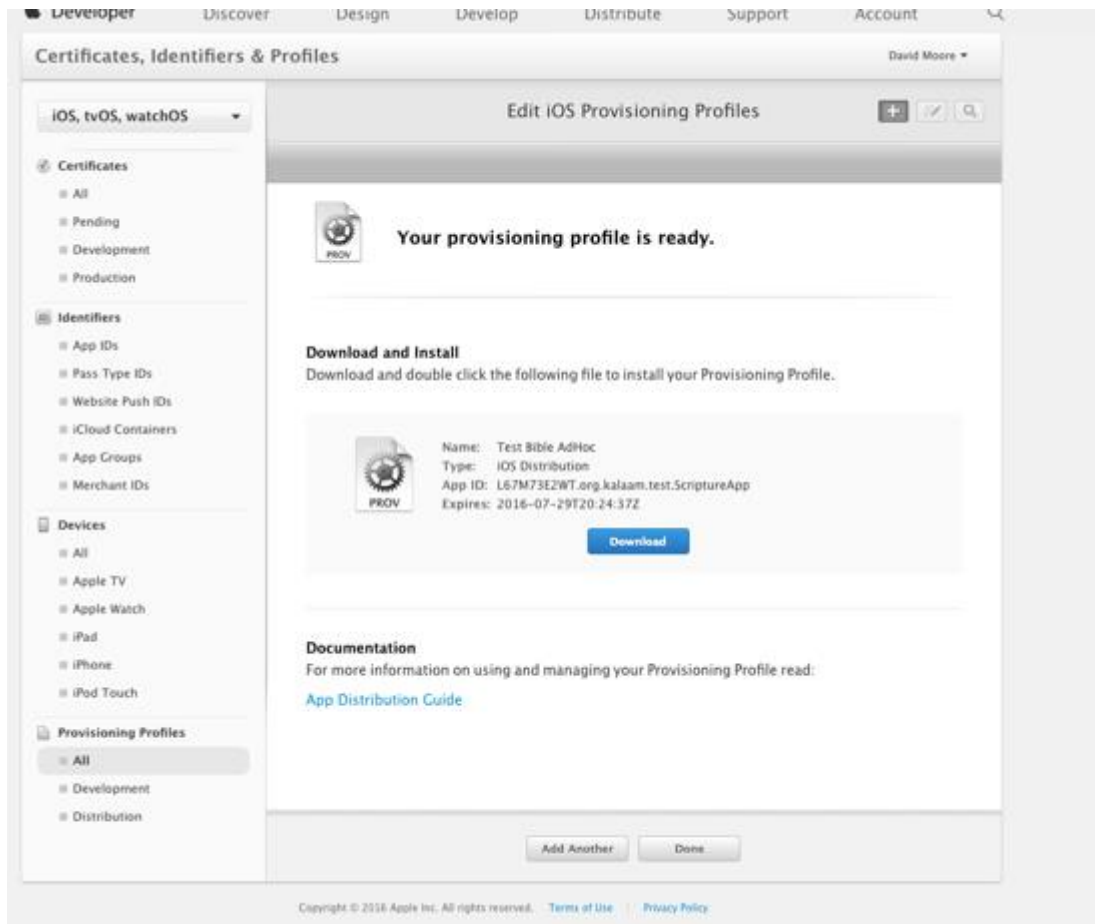 Developer
Discover
Design
Develop
Distribute
Support
Account
Certificates, Identifiers & Profiles
David Moore
iOS, tvOS, watchOS
Edit iOS Provisioning Profiles
Certificates
All
Pending
Development
Production
Identifiers
App IDs
Pass Type IDs
Website Push IDs
iCloud Containers
App Groups
Merchant IDs
Devices
All
Apple TV
Apple Watch
iPad
iPhone
iPod Touch
Provisioning Profiles
All
Development
Distribution
PROV
Your provisioning profile is ready.
Download and Install
Download and double click the following file to install your Provisioning Profile.
PROV
Name: Test Bible AdHoc
Type: iOS Distribution
App ID: L67M73E2WT.org.kalaam.test.ScriptureApp
Expires: 2016-07-29T20:24:37Z
Download
Documentation
For more information on using and managing your Provisioning Profile read:
App Distribution Guide
Add Another
Done
Copyright © 2016 Apple Inc. All rights reserved. Terms of Use | Privacy Policy